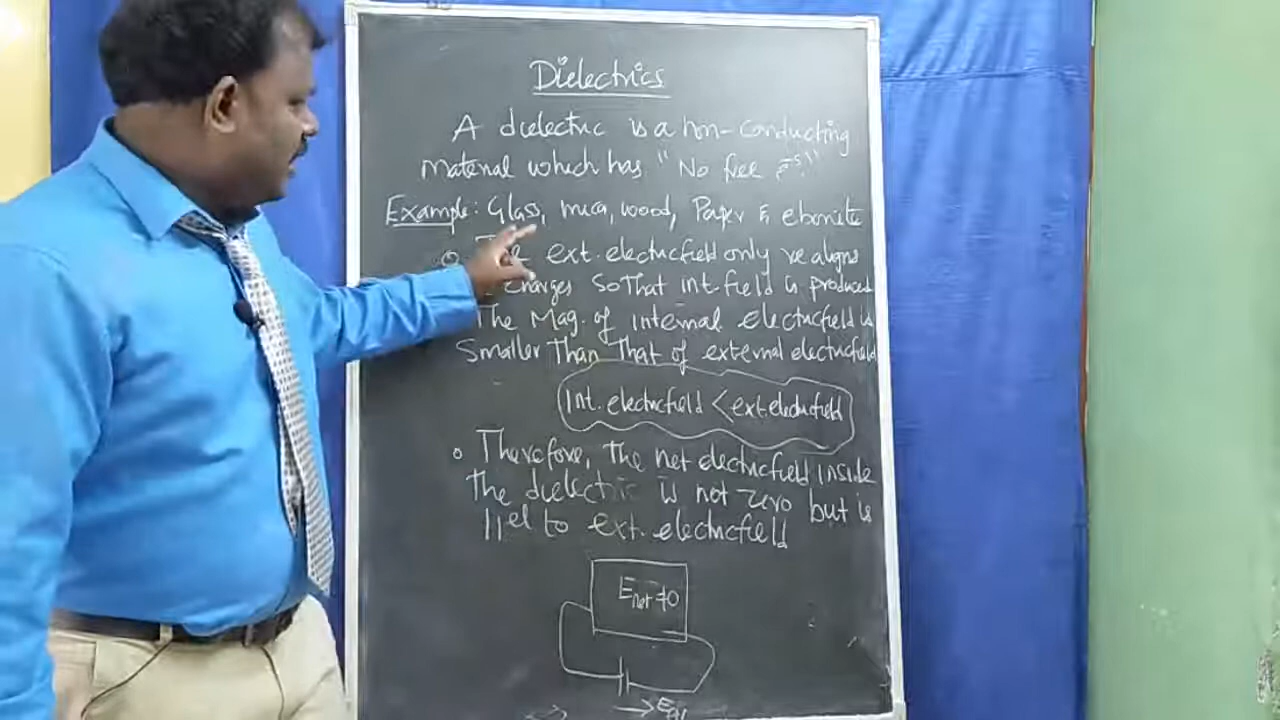 Dielectrics
A dielectric is a non-conducting
material which has "No free e⁻s!"
Example: Glass, mica, wood, Paper & ebonite
The ext. electricfield only re aligns
charges so that int. field is produced
The Mag. of internal electricfield is
smaller than that of external electricfield
Int. electricfield < ext. electricfield
Therefore, The net electricfield inside
the dielectric is not zero but is
||el to ext. electricfield
Enet ≠ 0